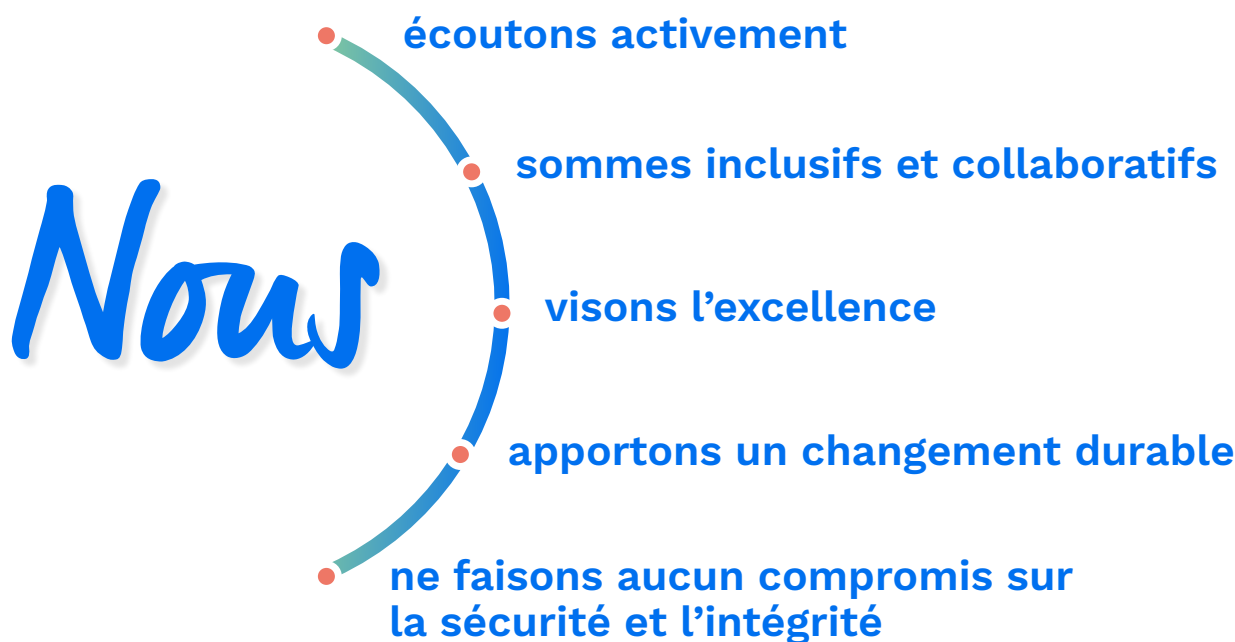 Nous
écoutons activement
sommes inclusifs et collaboratifs
visons l’excellence
apportons un changement durable
ne faisons aucun compromis sur
la sécurité et l’intégrité